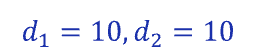 d₁ = 10, d₂ = 10